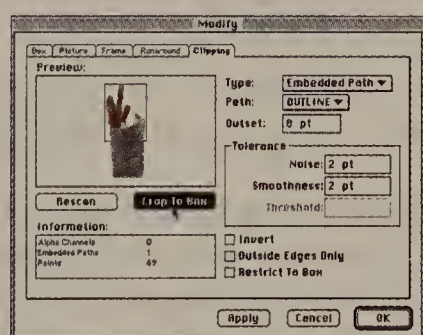 Modify
Box Picture Frame Runaround Clipping
Preview:
Type: Embedded Path
Path: OUTLINE
Outset: 0 pt
Tolerance
Noise: 2 pt
Smoothness: 2 pt
Threshold:
Rescan Crop To Box
Information:
Alpha Channels 0
Embedded Paths 1
Points 49
Invert
Outside Edges Only
Restrict To Box
Apply Cancel OK